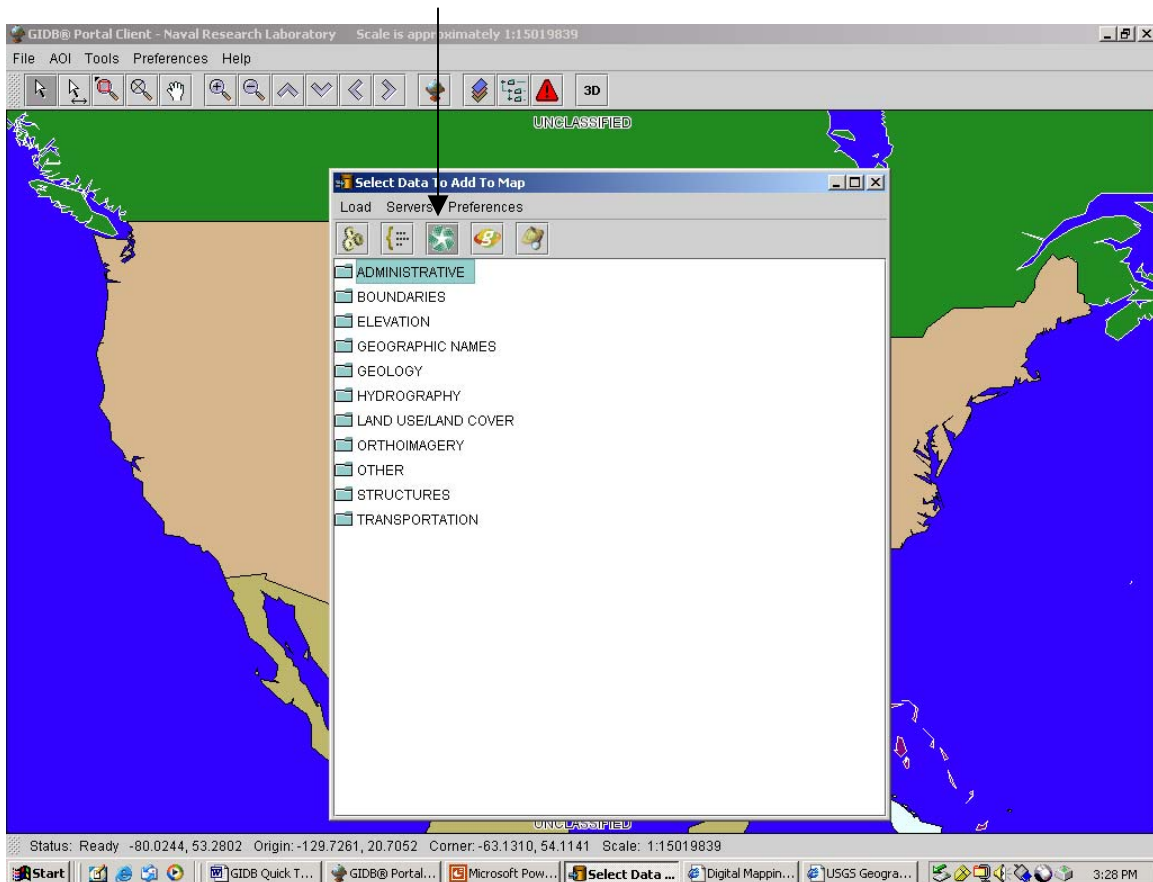 GIDB® Portal Client - Naval Research Laboratory Scale is approximately 1:15019839
File AOI Tools Preferences Help
3D
UNCLASSIFIED
Select Data To Add To Map
Load Servers Preferences
ADMINISTRATIVE
BOUNDARIES
ELEVATION
GEOGRAPHIC NAMES
GEOLOGY
HYDROGRAPHY
LAND USE/LAND COVER
ORTHOIMAGERY
OTHER
STRUCTURES
TRANSPORTATION
UNCLASSIFIED
Status: Ready -80.0244, 53.2802 Origin: -129.7261, 20.7052 Corner: -63.1310, 54.1141 Scale: 1:15019839
Start GIDB Quick T... GIDB® Portal... Microsoft Pow... Select Data ... Digital Mappin... USGS Geogra... 3:28 PM